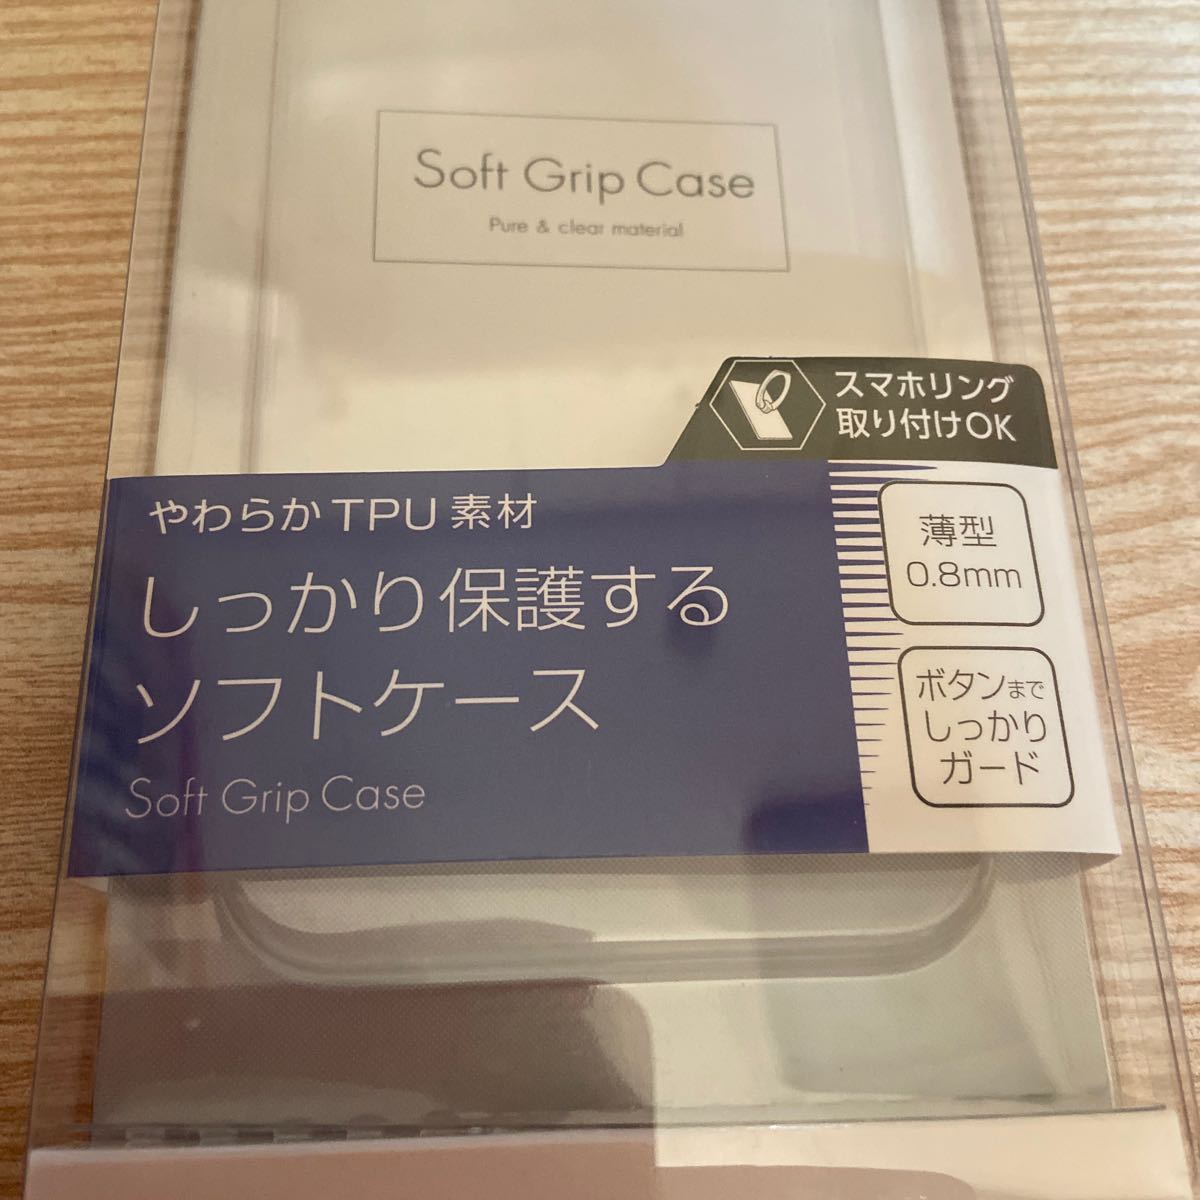 Soft Grip Case
Pure & clear material
スマホリング
取り付けOK
やわらかTPU素材
しっかり保護する
ソフトケース
Soft Grip Case
薄型
0.8mm
ボタンまで
しっかり
ガード